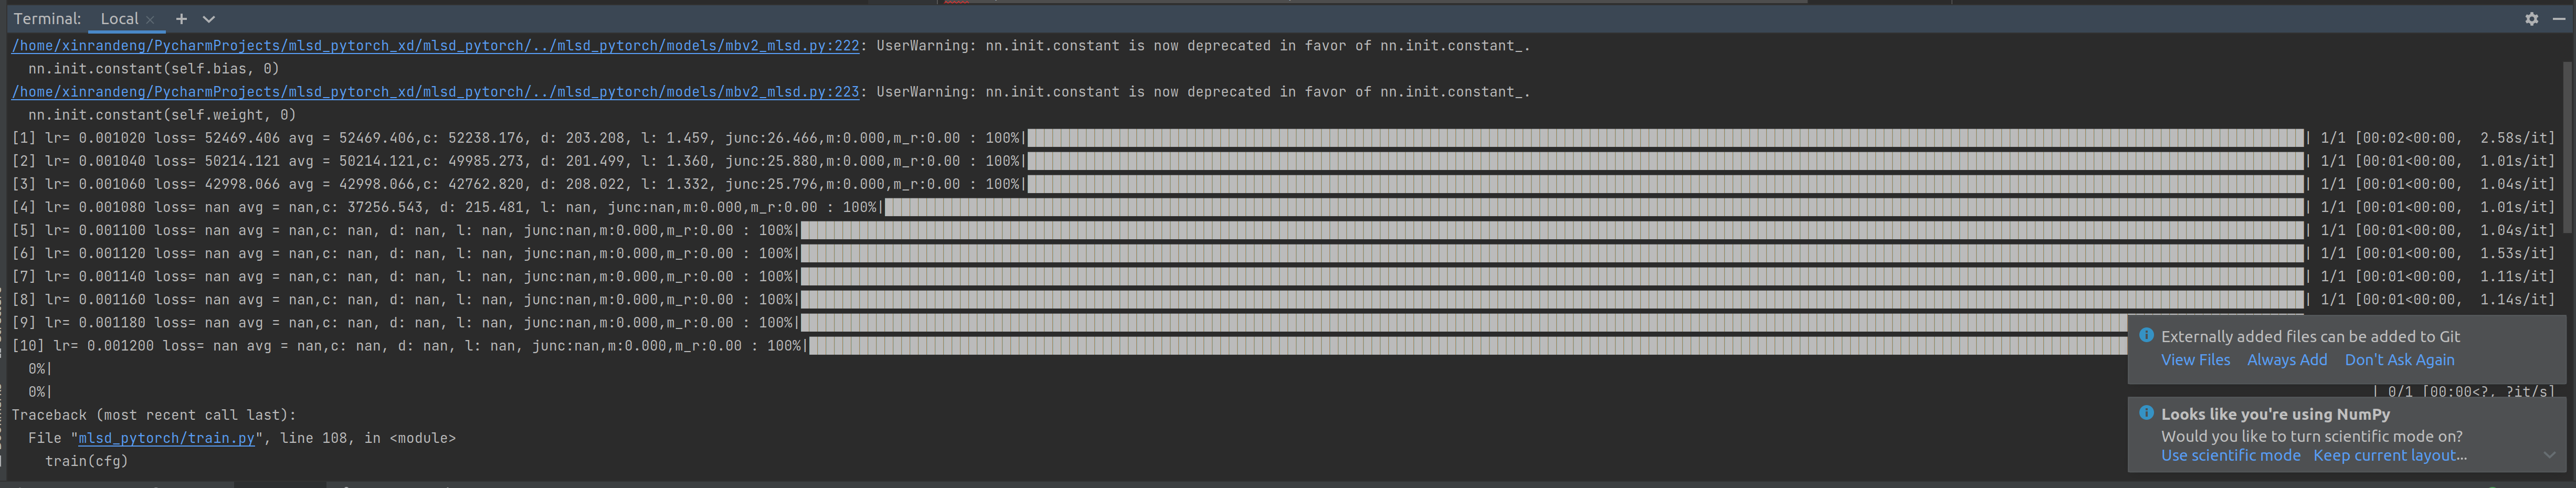 Terminal: Local × +
/home/xinrandeng/PycharmProjects/mlsd_pytorch_xd/mlsd_pytorch/../mlsd_pytorch/models/mbv2_mlsd.py:222: UserWarning: nn.init.constant is now deprecated in favor of nn.init.constant_.
nn.init.constant(self.bias, 0)
/home/xinrandeng/PycharmProjects/mlsd_pytorch_xd/mlsd_pytorch/../mlsd_pytorch/models/mbv2_mlsd.py:223: UserWarning: nn.init.constant is now deprecated in favor of nn.init.constant_.
nn.init.constant(self.weight, 0)
[1] lr= 0.001020 loss= 52469.406 avg = 52469.406,c: 52238.176, d: 203.208, l: 1.459, junc:26.466,m:0.000,m_r:0.00 : 100%| | 1/1 [00:02<00:00, 2.58s/it]
[2] lr= 0.001040 loss= 50214.121 avg = 50214.121,c: 49985.273, d: 201.499, l: 1.360, junc:25.880,m:0.000,m_r:0.00 : 100%| | 1/1 [00:01<00:00, 1.01s/it]
[3] lr= 0.001060 loss= 42998.066 avg = 42998.066,c: 42762.820, d: 208.022, l: 1.332, junc:25.796,m:0.000,m_r:0.00 : 100%| | 1/1 [00:01<00:00, 1.04s/it]
[4] lr= 0.001080 loss= nan avg = nan,c: 37256.543, d: 215.481, l: nan, junc:nan,m:0.000,m_r:0.00 : 100%| | 1/1 [00:01<00:00, 1.01s/it]
[5] lr= 0.001100 loss= nan avg = nan,c: nan, d: nan, l: nan, junc:nan,m:0.000,m_r:0.00 : 100%| | 1/1 [00:01<00:00, 1.04s/it]
[6] lr= 0.001120 loss= nan avg = nan,c: nan, d: nan, l: nan, junc:nan,m:0.000,m_r:0.00 : 100%| | 1/1 [00:01<00:00, 1.53s/it]
[7] lr= 0.001140 loss= nan avg = nan,c: nan, d: nan, l: nan, junc:nan,m:0.000,m_r:0.00 : 100%| | 1/1 [00:01<00:00, 1.11s/it]
[8] lr= 0.001160 loss= nan avg = nan,c: nan, d: nan, l: nan, junc:nan,m:0.000,m_r:0.00 : 100%| | 1/1 [00:01<00:00, 1.14s/it]
[9] lr= 0.001180 loss= nan avg = nan,c: nan, d: nan, l: nan, junc:nan,m:0.000,m_r:0.00 : 100%|
[10] lr= 0.001200 loss= nan avg = nan,c: nan, d: nan, l: nan, junc:nan,m:0.000,m_r:0.00 : 100%|
0%|
0%| | 0/1 [00:00<?, ?it/s]
Traceback (most recent call last):
File "mlsd_pytorch/train.py", line 108, in <module>
train(cfg)
Externally added files can be added to Git
View Files Always Add Don't Ask Again
Looks like you're using NumPy
Would you like to turn scientific mode on?
Use scientific mode Keep current layout...